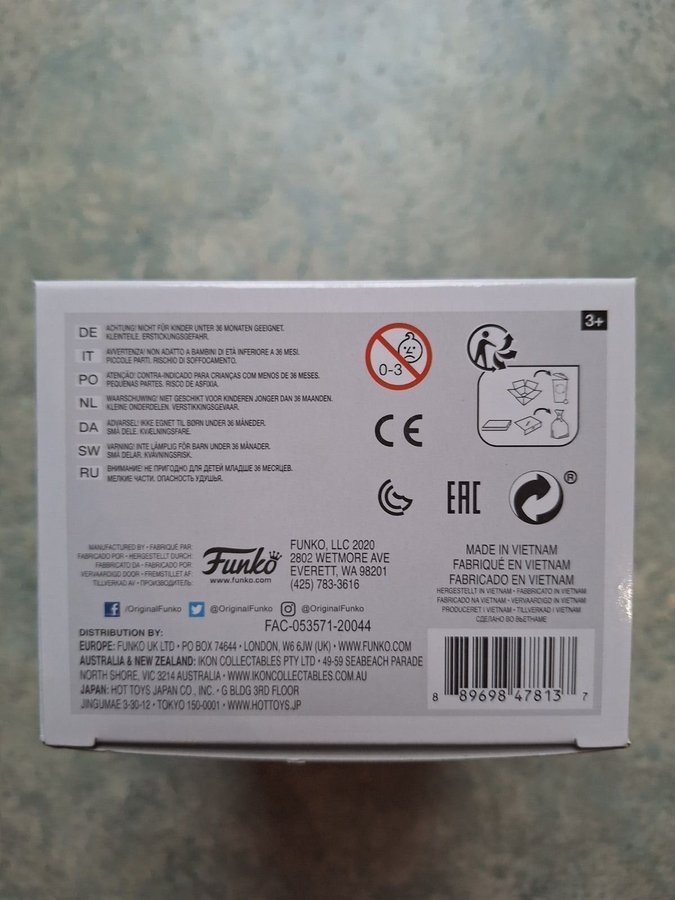 3+
DE ACHTUNG! NICHT FÜR KINDER UNTER 36 MONATEN GEEIGNET.
KLEINTEILE. ERSTICKUNGSGEFAHR.
IT AVVERTENZA! NON ADATTO A BAMBINI DI ETÀ INFERIORE A 36 MESI.
PICCOLE PARTI. RISCHIO DI SOFFOCAMENTO.
PO ATENÇÃO! CONTRA-INDICADO PARA CRIANÇAS COM MENOS DE 36 MESES.
PEQUENAS PARTES. RISCO DE ASFIXIA.
NL WAARSCHUWING! NIET GESCHIKT VOOR KINDEREN JONGER DAN 36 MAANDEN.
KLEINE ONDERDELEN. VERSTIKKINGSGEVAAR.
DA ADVARSEL! IKKE EGNET TIL BØRN UNDER 36 MÅNEDER.
SMÅ DELE. KVÆLNINGSFARE.
SW VARNING! INTE LÄMPLIG FÖR BARN UNDER 36 MÅNADER.
SMÅ DELAR. KVÄVNINGSRISK.
RU ВНИМАНИЕ! НЕ ПРИГОДНО ДЛЯ ДЕТЕЙ МЛАДШЕ 36 МЕСЯЦЕВ.
МЕЛКИЕ ЧАСТИ. ОПАСНОСТЬ УДУШЬЯ.
0-3
CE
EAC
®
MANUFACTURED BY • FABRIQUÉ PAR:
FABRICADO POR • HERGESTELLT DURCH:
FABBRICATO DA • FABRICADO POR:
VERVAARDIGD DOOR • FREMSTILLET AF:
TILLVERKAD AV • ПРОИЗВОДИТЕЛЬ:
Funko
www.funko.com
FUNKO, LLC 2020
2802 WETMORE AVE
EVERETT, WA 98201
(425) 783-3616
MADE IN VIETNAM
FABRIQUÉ EN VIETNAM
FABRICADO EN VIETNAM
HERGESTELLT IN VIETNAM • FABBRICATO IN VIETNAM
FABRICADO NA VIETNAM • VERVAARDIGD IN VIETNAM
PRODUCERET I VIETNAM • TILLVERKAD I VIETNAM
СДЕЛАНО ВО ВЬЕТНАМЕ
/OriginalFunko @OriginalFunko @OriginalFunko
FAC-053571-20044
DISTRIBUTION BY:
EUROPE: FUNKO UK LTD • PO BOX 74644 • LONDON, W6 6JW (UK) • WWW.FUNKO.COM
AUSTRALIA & NEW ZEALAND: IKON COLLECTABLES PTY LTD • 49-59 SEABEACH PARADE
NORTH SHORE, VIC 3214 AUSTRALIA • WWW.IKONCOLLECTABLES.COM.AU
JAPAN: HOT TOYS JAPAN CO., INC. • G BLDG 3RD FLOOR
JINGUMAE 3-30-12 • TOKYO 150-0001 • WWW.HOTTOYS.JP
8 89698 47813 7